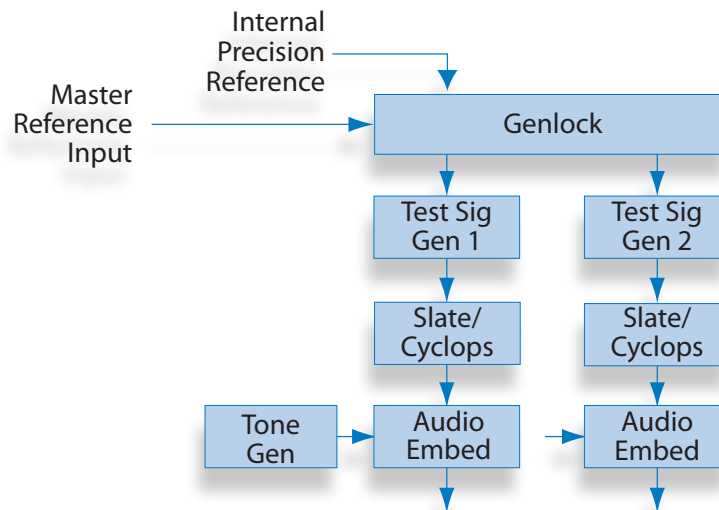 Internal
Precision
Reference
Master
Reference
Input
Genlock
Test Sig
Gen 1
Test Sig
Gen 2
Slate/
Cyclops
Slate/
Cyclops
Tone
Gen
Audio
Embed
Audio
Embed